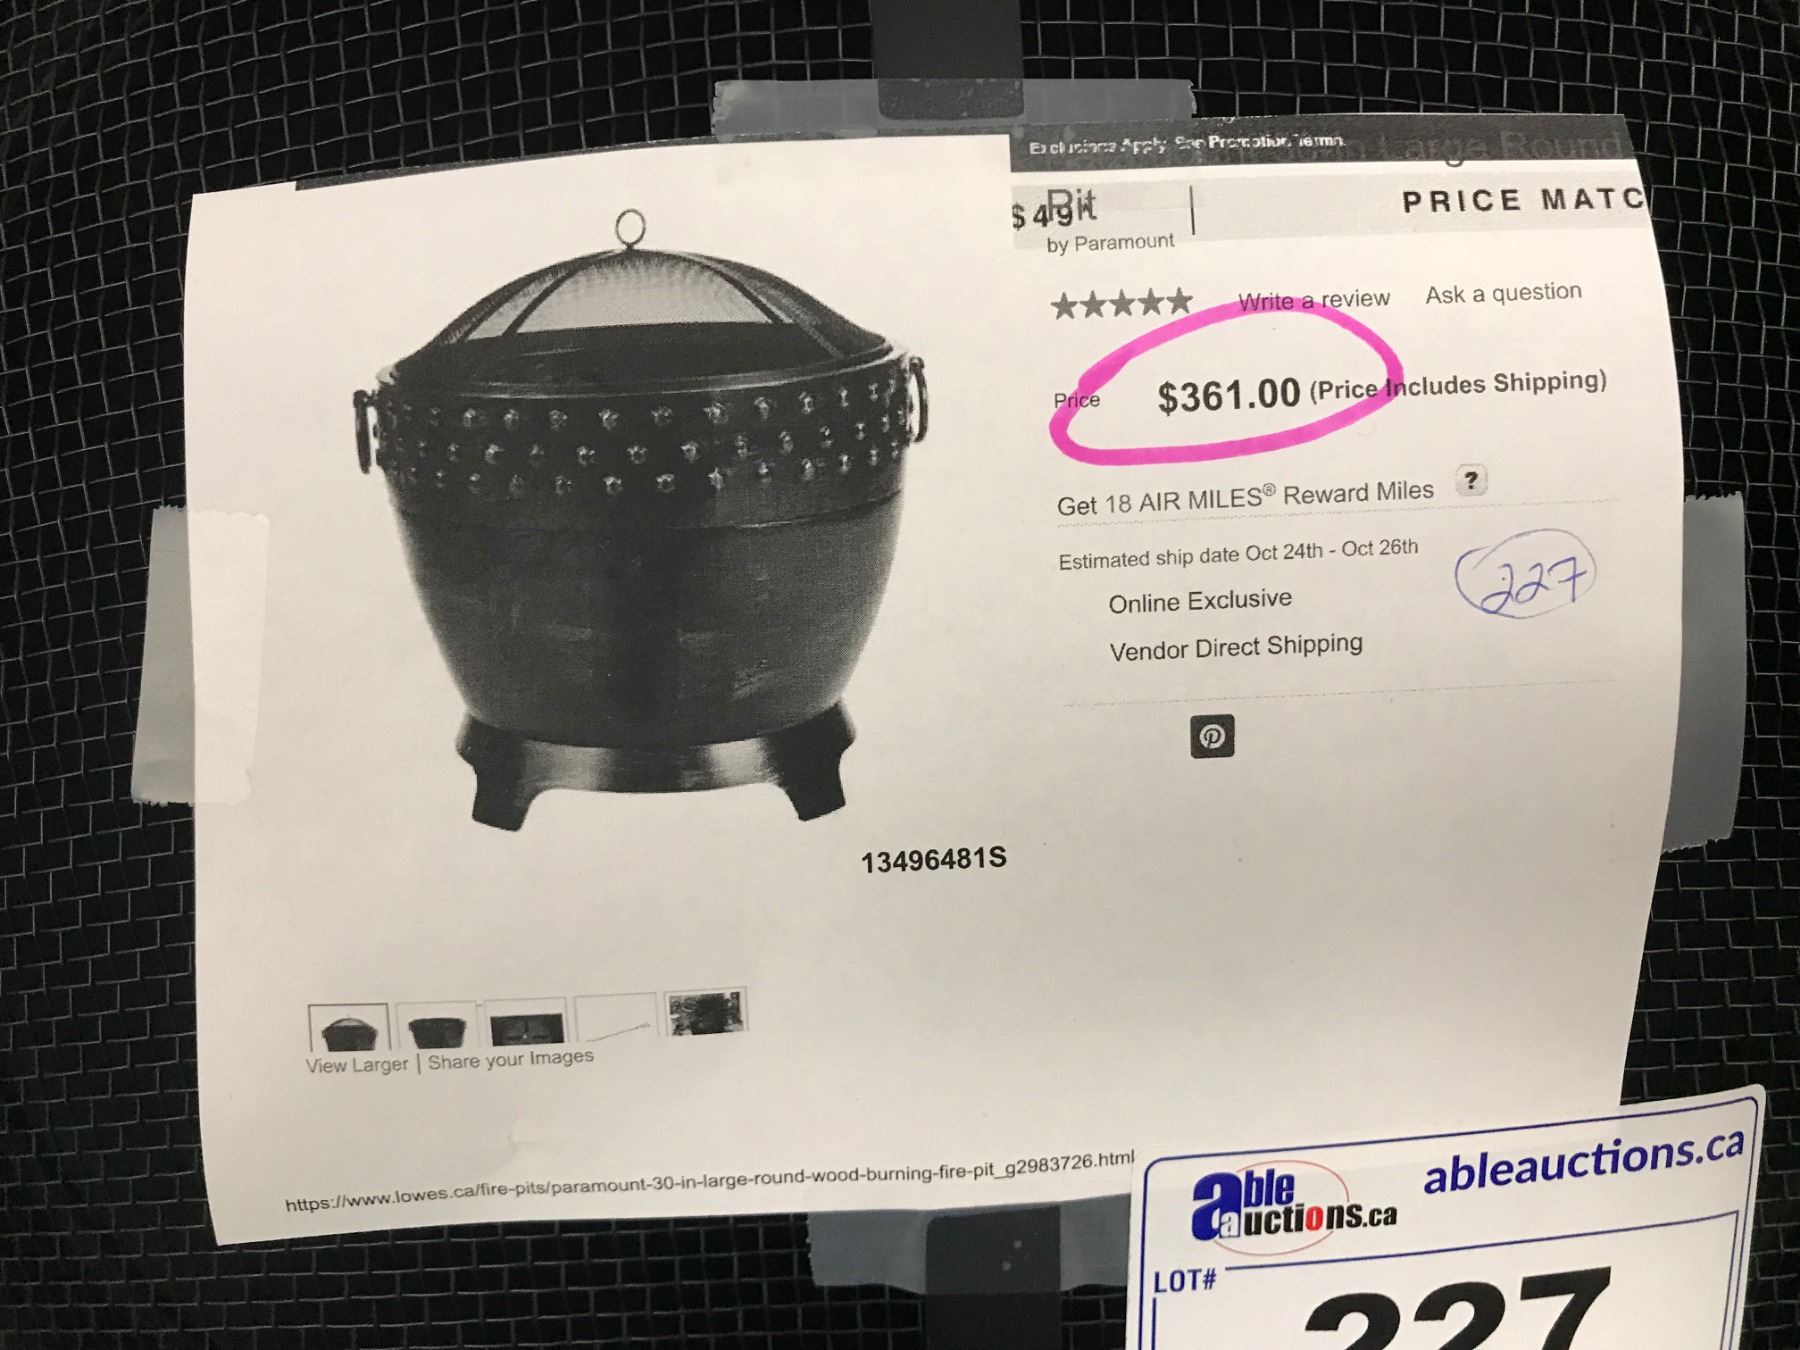 Exclusions Apply. See Promotion Terms.
Large Round
$ 49
Pit
PRICE MATC
by Paramount
Write a review
Ask a question
Price
$361.00 (Price Includes Shipping)
Get 18 AIR MILES® Reward Miles
?
Estimated ship date Oct 24th - Oct 26th
227
Online Exclusive
Vendor Direct Shipping
13496481S
View Larger | Share your Images
https://www.lowes.ca/fire-pits/paramount-30-in-large-round-wood-burning-fire-pit_g2983726.html
able auctions.ca
ableauctions.ca
LOT#
227